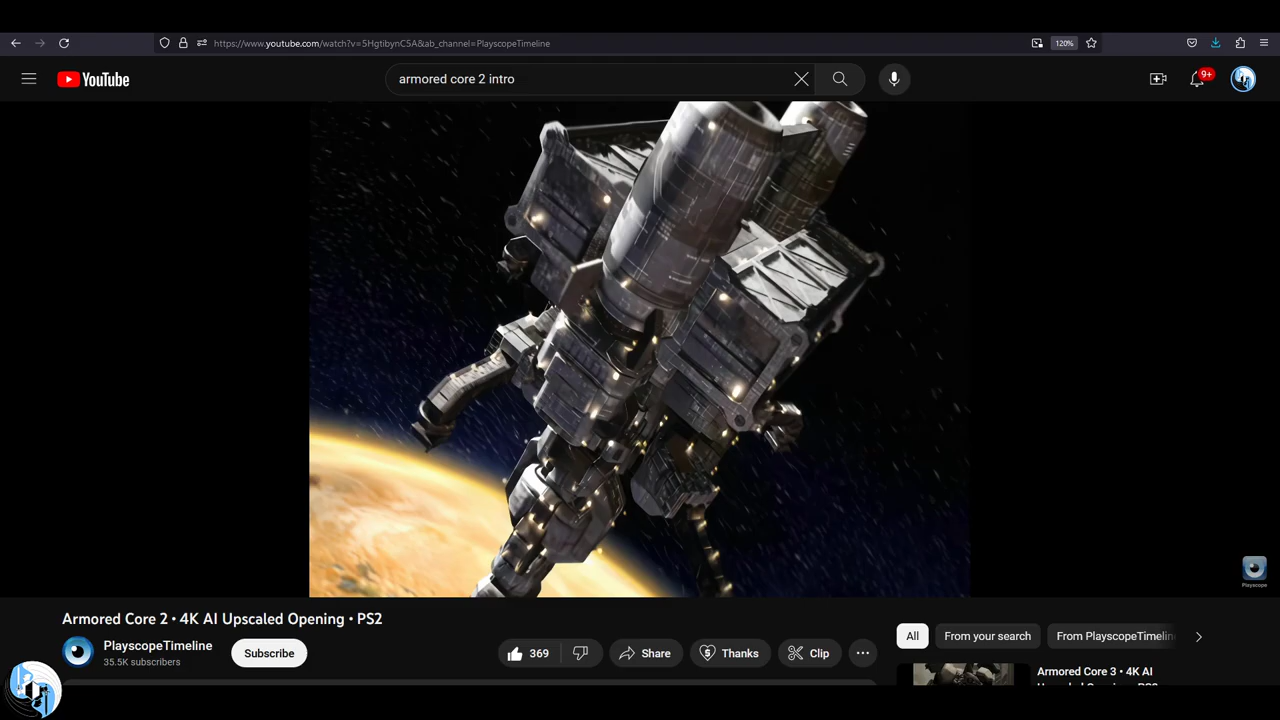 https://www.youtube.com/watch?v=5HgtibynCSA&ab_channel=PlayscopeTimeline
120%
YouTube
armored core 2 intro
9+
Playscope
Armored Core 2 • 4K AI Upscaled Opening • PS2
PlayscopeTimeline
35.5K subscribers
Subscribe
369
Share
Thanks
Clip
All
From your search
From PlayscopeTimelin
Armored Core 3 • 4K AI